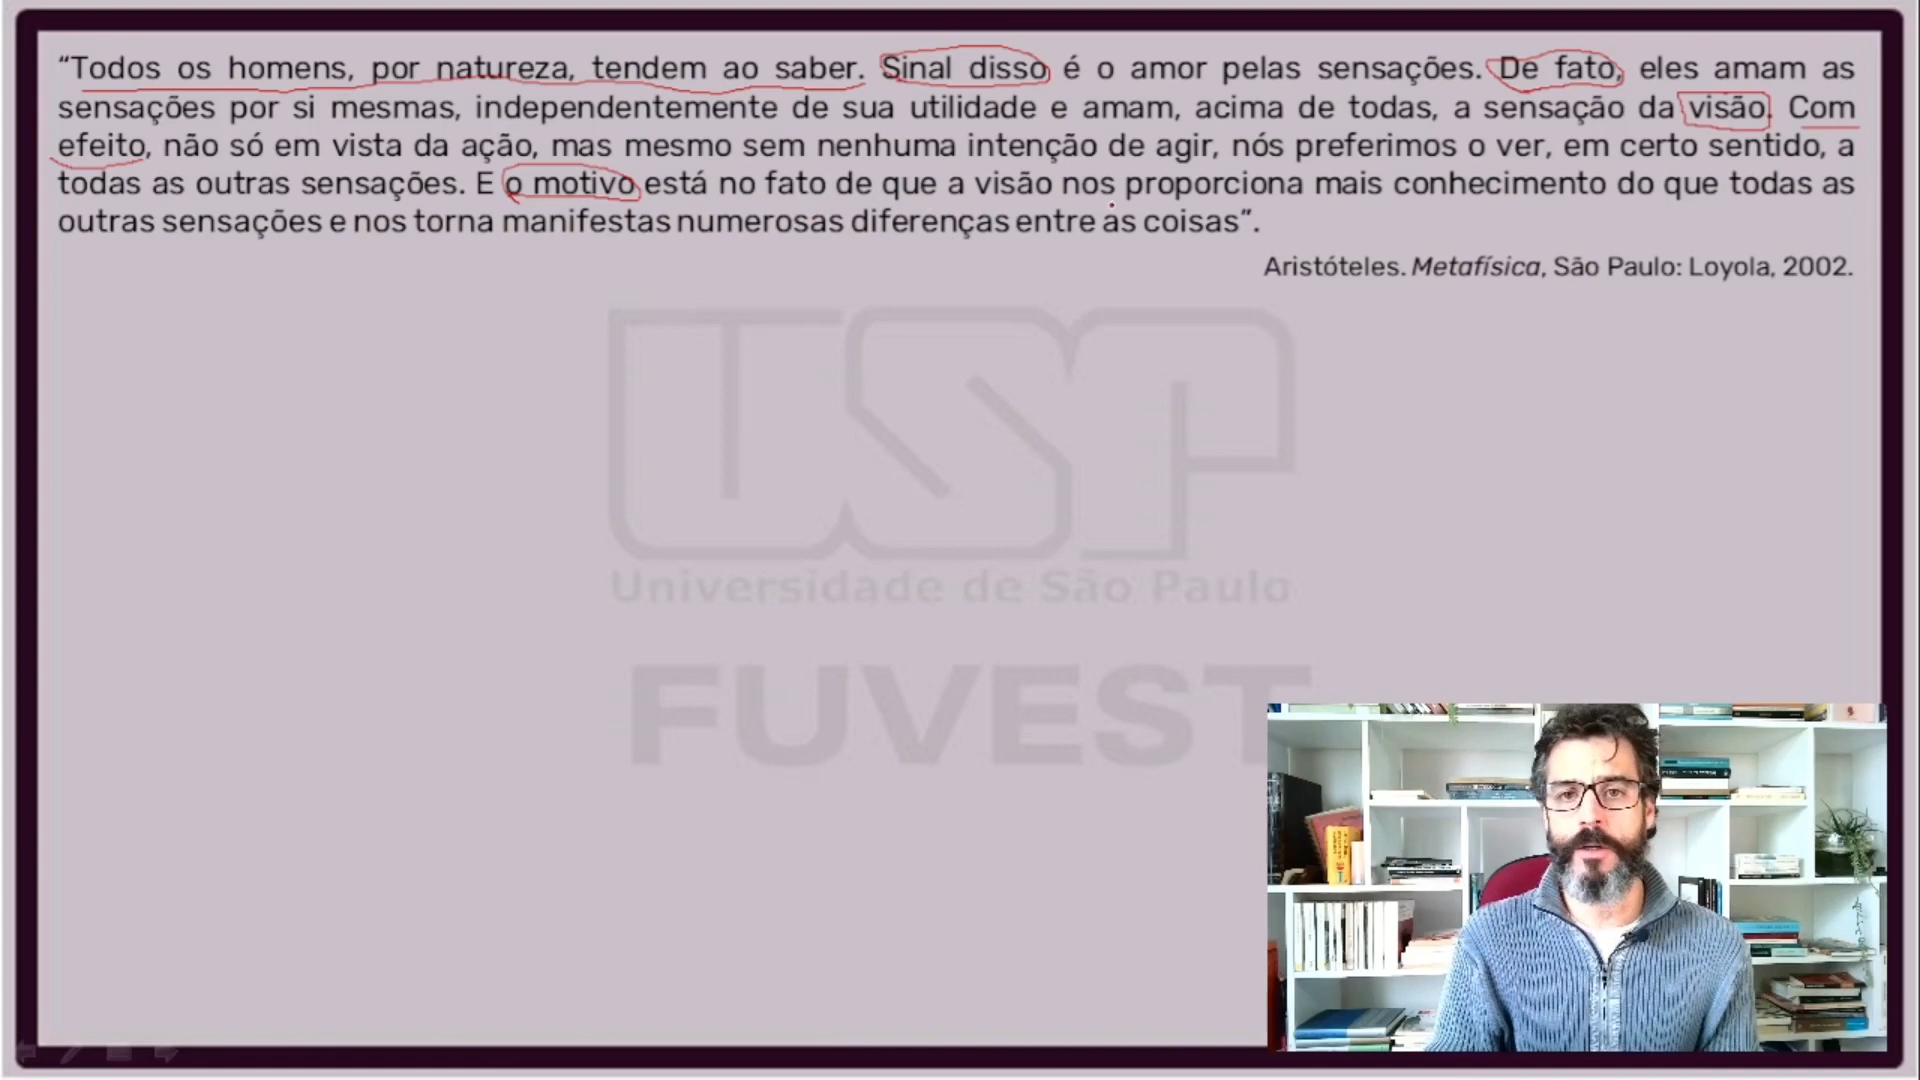 “Todos os homens, por natureza, tendem ao saber. Sinal disso é o amor pelas sensações. De fato, eles amam as
sensações por si mesmas, independentemente de sua utilidade e amam, acima de todas, a sensação da visão. Com
efeito, não só em vista da ação, mas mesmo sem nenhuma intenção de agir, nós preferimos o ver, em certo sentido, a
todas as outras sensações. E o motivo está no fato de que a visão nos proporciona mais conhecimento do que todas as
outras sensações e nos torna manifestas numerosas diferenças entre as coisas”.
Aristóteles. Metafísica, São Paulo: Loyola, 2002.
USP
Universidade de São Paulo
FUVEST